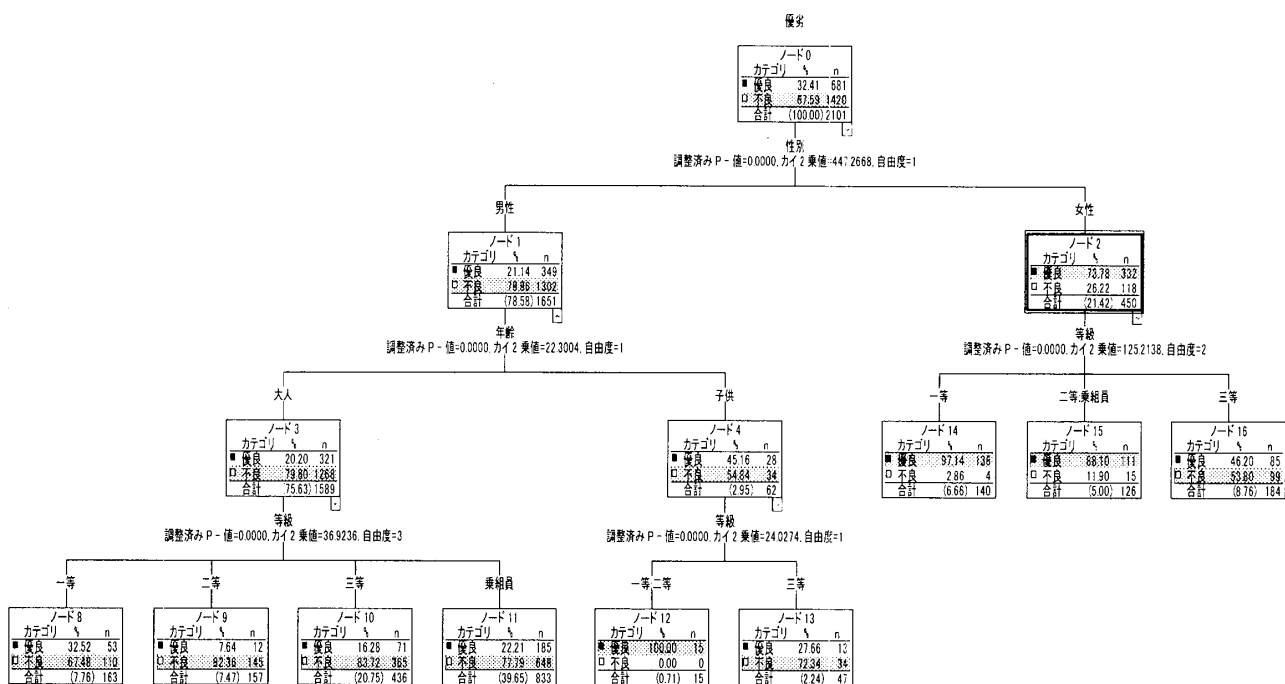 優劣
ノード 0
カテゴリ % n
優良 32.41 681
不良 67.59 1420
合計 (100.00) 2101
性別
調整済み P - 値=0.0000, カイ 2 乗値=447.2668, 自由度=1
男性
女性
ノード 1
カテゴリ % n
優良 21.14 349
不良 78.86 1302
合計 (78.58) 1651
ノード 2
カテゴリ % n
優良 73.78 332
不良 26.22 118
合計 (21.42) 450
年齢
調整済み P - 値=0.0000, カイ 2 乗値=22.3004, 自由度=1
等級
調整済み P - 値=0.0000, カイ 2 乗値=125.2138, 自由度=2
大人
子供
一等
二等;乗組員
三等
ノード 3
カテゴリ % n
優良 20.20 321
不良 79.80 1268
合計 (75.63) 1589
ノード 4
カテゴリ % n
優良 45.16 28
不良 54.84 34
合計 (2.95) 62
ノード 14
カテゴリ % n
優良 97.14 136
不良 2.86 4
合計 (6.66) 140
ノード 15
カテゴリ % n
優良 88.10 111
不良 11.90 15
合計 (5.00) 126
ノード 16
カテゴリ % n
優良 46.20 85
不良 53.80 99
合計 (8.76) 184
等級
調整済み P - 値=0.0000, カイ 2 乗値=36.9236, 自由度=3
等級
調整済み P - 値=0.0000, カイ 2 乗値=24.0274, 自由度=1
一等
二等
三等
乗組員
一等;二等
三等
ノード 8
カテゴリ % n
優良 32.52 53
不良 67.48 110
合計 (7.76) 163
ノード 9
カテゴリ % n
優良 7.64 12
不良 92.36 145
合計 (7.47) 157
ノード 10
カテゴリ % n
優良 16.28 71
不良 83.72 365
合計 (20.75) 436
ノード 11
カテゴリ % n
優良 22.21 185
不良 77.79 648
合計 (39.65) 833
ノード 12
カテゴリ % n
優良 100.00 15
不良 0.00 0
合計 (0.71) 15
ノード 13
カテゴリ % n
優良 27.66 13
不良 72.34 34
合計 (2.24) 47